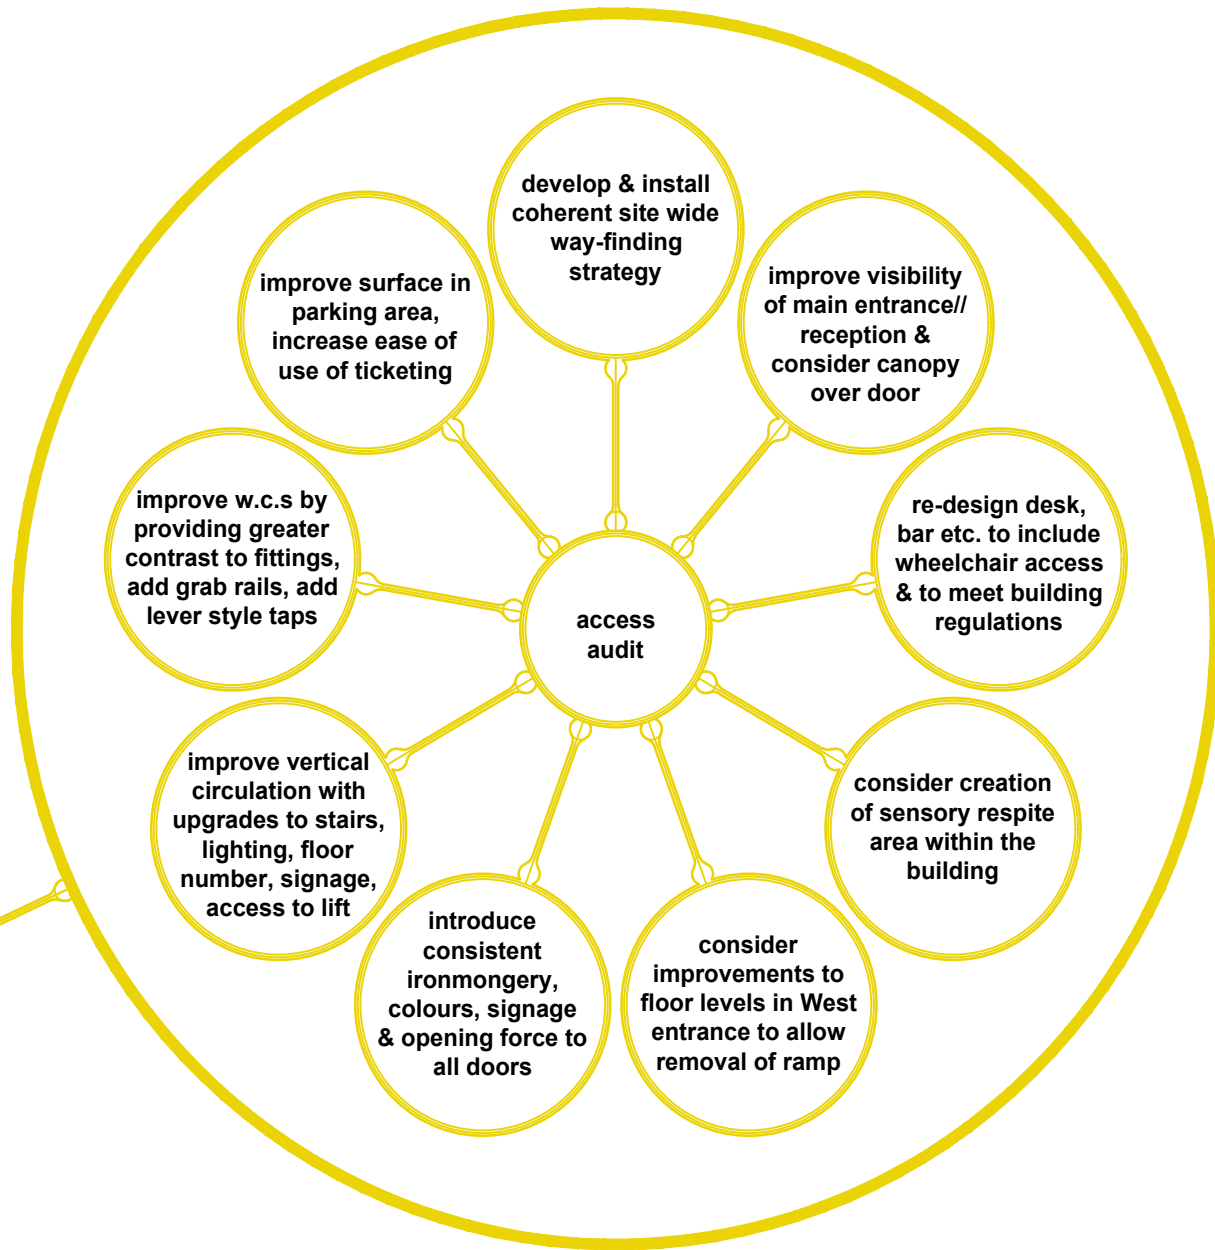 develop & install
coherent site wide
way-finding
strategy
improve visibility
of main entrance//
reception &
consider canopy
over door
re-design desk,
bar etc. to include
wheelchair access
& to meet building
regulations
consider creation
of sensory respite
area within the
building
consider
improvements to
floor levels in West
entrance to allow
removal of ramp
introduce
consistent
ironmongery,
colours, signage
& opening force to
all doors
improve vertical
circulation with
upgrades to stairs,
lighting, floor
number, signage,
access to lift
improve w.c.s by
providing greater
contrast to fittings,
add grab rails, add
lever style taps
improve surface in
parking area,
increase ease of
use of ticketing
access
audit